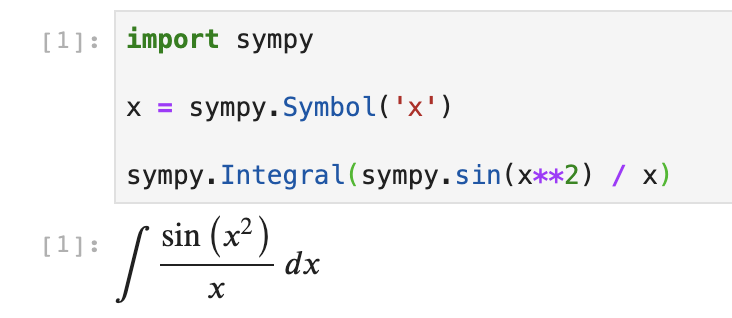 [1]: import sympy
x = sympy.Symbol('x')
sympy.Integral(sympy.sin(x**2) / x)
[1]: ∫ sin (x²) / x dx